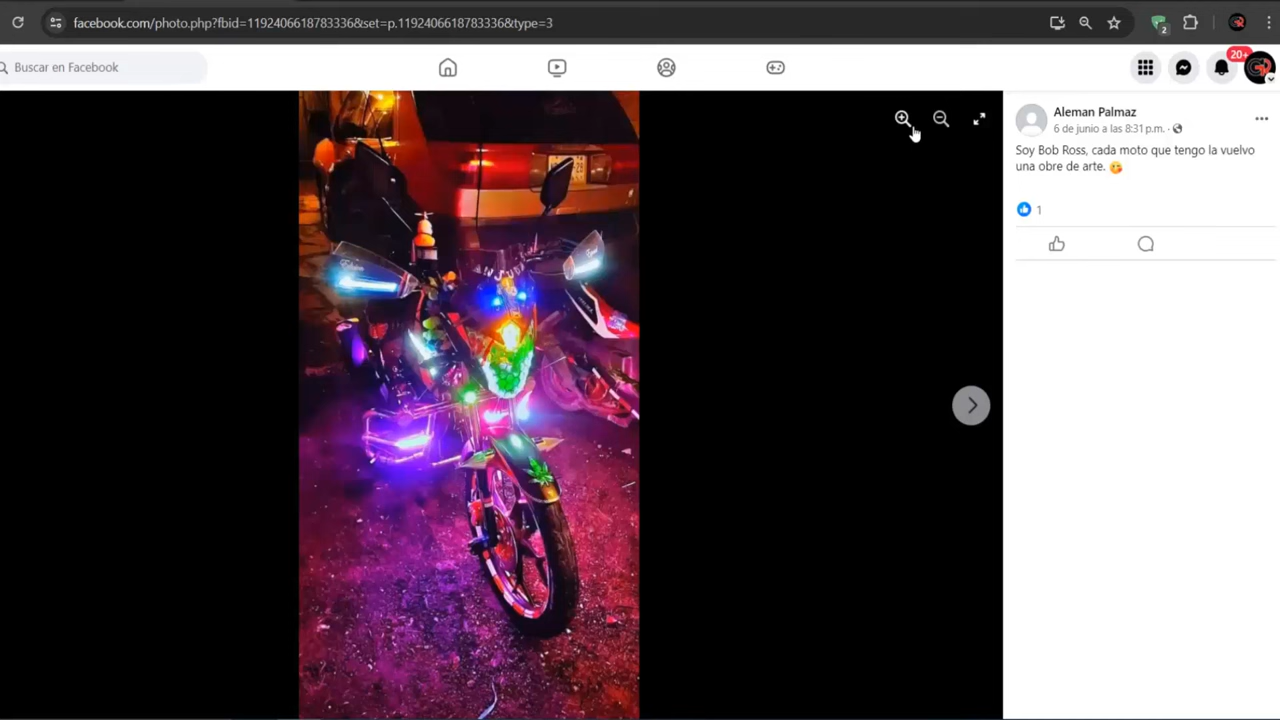 facebook.com/photo.php?fbid=1192406618783336&set=p.1192406618783336&type=3
2
Buscar en Facebook
20+
Aleman Palmaz
6 de junio a las 8:31 p.m. ·
Soy Bob Ross, cada moto que tengo la vuelvo
una obre de arte.
1